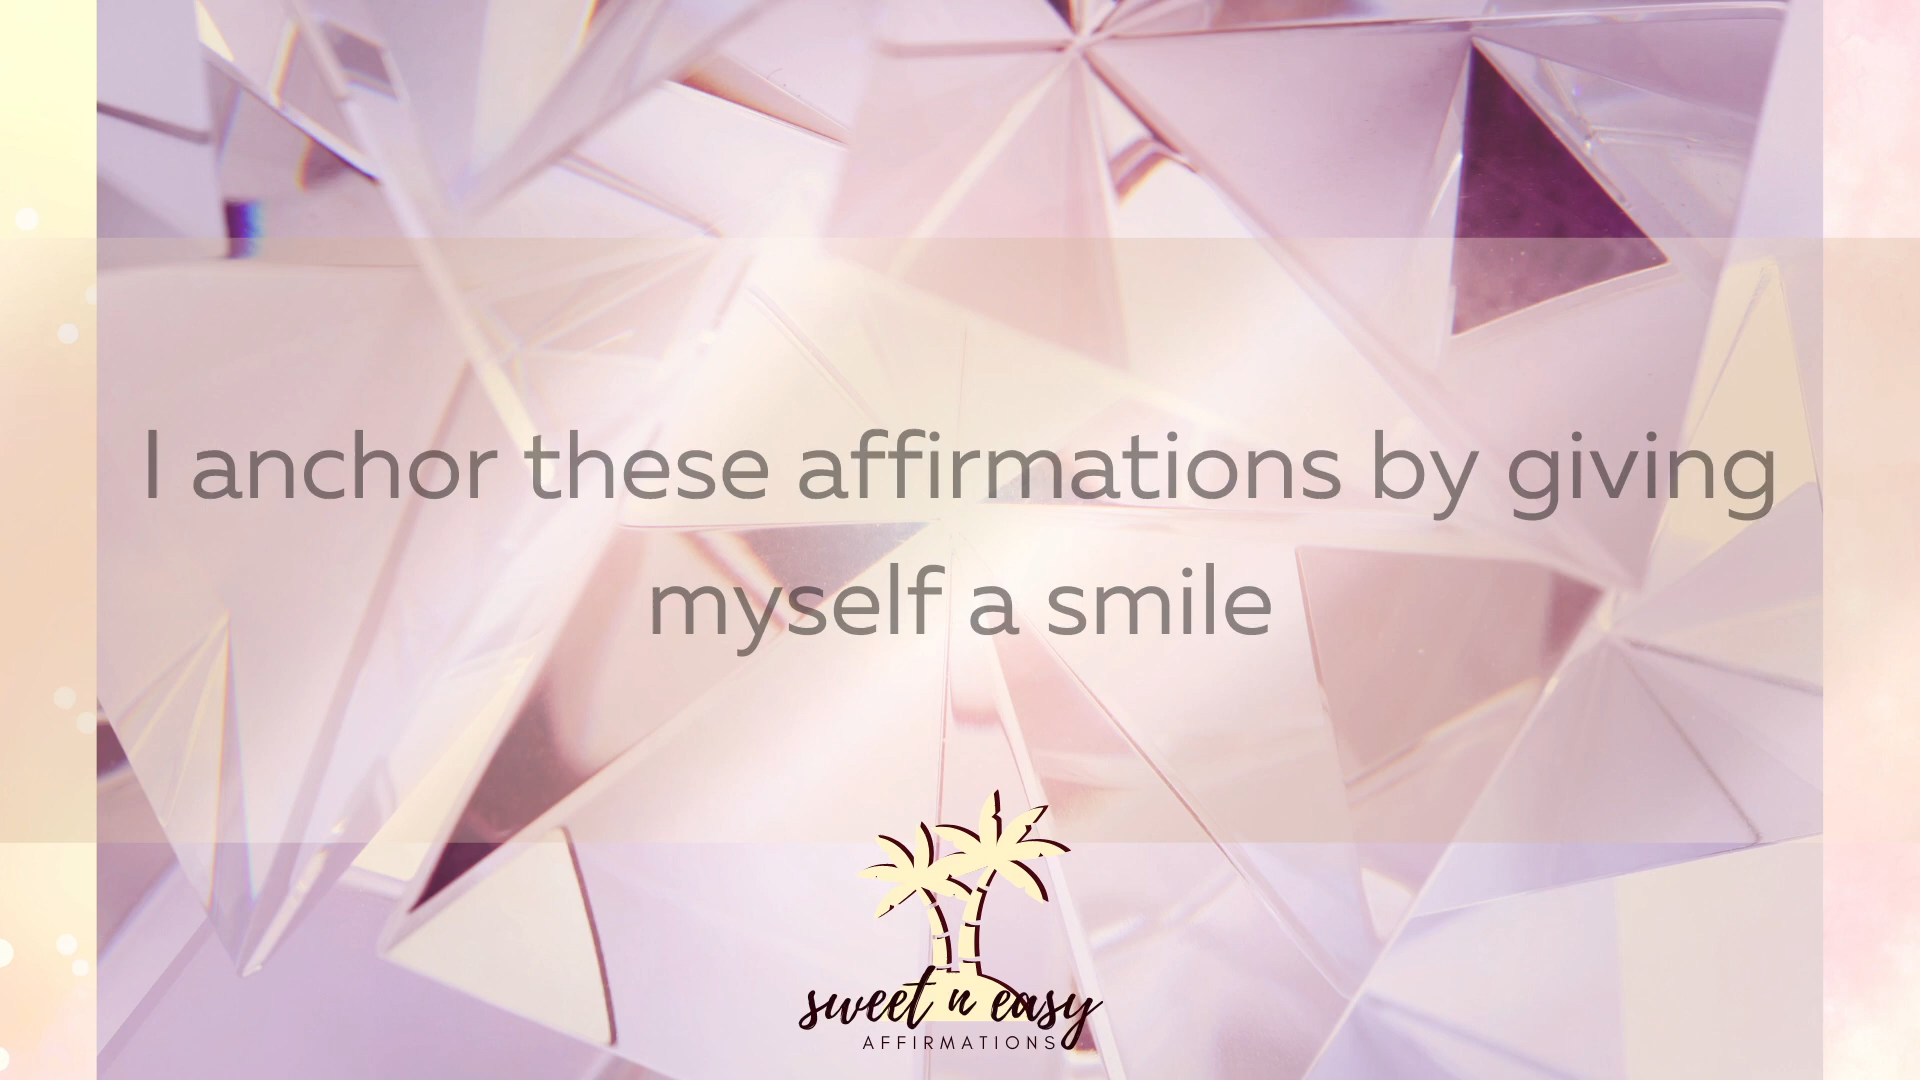 I anchor these affirmations by giving
myself a smile
sweet n easy
AFFIRMATIONS